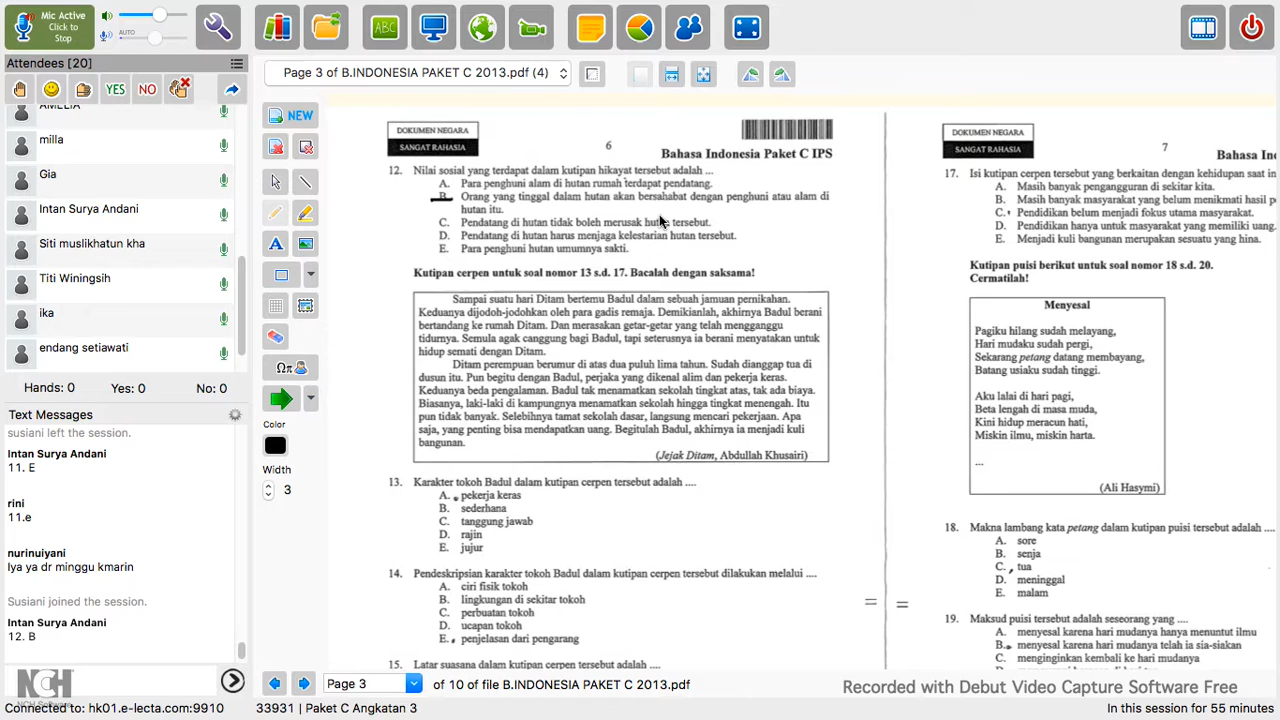 Mic Active
Click to
Stop
AUTO
ABC
Attendees [20]
YES
NO
AMELIA
milla
Gia
Intan Surya Andani
Siti muslikhatun kha
Titi Winingsih
ika
endang setiawati
Hands: 0 Yes: 0 No: 0
Text Messages
susiani left the session.
Intan Surya Andani
11. E
rini
11.e
nurinuiyani
Iya ya dr minggu kmarin
Susiani joined the session.
Intan Surya Andani
12. B
NCH
Connected to: hk01.e-lecta.com:9910
33931 | Paket C Angkatan 3
In this session for 55 minutes
Page 3 of B.INDONESIA PAKET C 2013.pdf (4)
NEW
Color
Width
3
DOKUMEN NEGARA
SANGAT RAHASIA
6
Bahasa Indonesia Paket C IPS
12. Nilai sosial yang terdapat dalam kutipan hikayat tersebut adalah ...
A. Para penghuni alam di hutan rumah terdapat pendatang.
B. Orang yang tinggal dalam hutan akan bersahabat dengan penghuni atau alam di
hutan itu.
C. Pendatang di hutan tidak boleh merusak hutan tersebut.
D. Pendatang di hutan harus menjaga kelestarian hutan tersebut.
E. Para penghuni hutan umumnya sakti.
Kutipan cerpen untuk soal nomor 13 s.d. 17. Bacalah dengan saksama!
Sampai suatu hari Ditam bertemu Badul dalam sebuah jamuan pernikahan.
Keduanya dijodoh-jodohkan oleh para gadis remaja. Demikianlah, akhirnya Badul berani
bertandang ke rumah Ditam. Dan merasakan getar-getar yang telah mengganggu
tidurnya. Semula agak canggung bagi Badul, tapi seterusnya ia berani menyatakan untuk
hidup semati dengan Ditam.
Ditam perempuan berumur di atas dua puluh lima tahun. Sudah dianggap tua di
dusun itu. Pun begitu dengan Badul, perjaka yang dikenal alim dan pekerja keras.
Keduanya beda pengalaman. Badul tak menamatkan sekolah tingkat atas, tak ada biaya.
Biasanya, laki-laki di kampungnya menamatkan sekolah hingga tingkat menengah. Itu
pun tidak banyak. Selebihnya tamat sekolah dasar, langsung mencari pekerjaan. Apa
saja, yang penting bisa mendapatkan uang. Begitulah Badul, akhirnya ia menjadi kuli
bangunan.
(Jejak Ditam, Abdullah Khusairi)
13. Karakter tokoh Badul dalam kutipan cerpen tersebut adalah ....
A. pekerja keras
B. sederhana
C. tanggung jawab
D. rajin
E. jujur
14. Pendeskripsian karakter tokoh Badul dalam kutipan cerpen tersebut dilakukan melalui ....
A. ciri fisik tokoh
B. lingkungan di sekitar tokoh
C. perbuatan tokoh
D. ucapan tokoh
E. penjelasan dari pengarang
15. Latar suasana dalam kutipan cerpen tersebut adalah ....
DOKUMEN NEGARA
SANGAT RAHASIA
7
Bahasa
17. Isi kutipan cerpen tersebut yang berkaitan dengan kehidupan saat in
A. Masih banyak pengangguran di sekitar kita.
B. Masih banyak masyarakat yang belum menikmati hasil p
C. Pendidikan belum menjadi fokus utama masyarakat.
D. Pendidikan hanya untuk masyarakat yang memiliki uang.
E. Menjadi kuli bangunan merupakan sesuatu yang hina.
Kutipan puisi berikut untuk soal nomor 18 s.d. 20.
Cermatilah!
Menyesal
Pagiku hilang sudah melayang,
Hari mudaku sudah pergi,
Sekarang petang datang membayang,
Batang usiaku sudah tinggi.
Aku lalai di hari pagi,
Beta lengah di masa muda,
Kini hidup meracun hati,
Miskin ilmu, miskin harta.
...
(Ali Hasymi)
18. Makna lambang kata petang dalam kutipan puisi tersebut adalah ....
A. sore
B. senja
C. tua
D. meninggal
E. malam
19. Maksud puisi tersebut adalah seseorang yang ....
A. menyesal karena hari mudanya hanya menuntut ilmu
B. menyesal karena hari mudanya telah ia sia-siakan
C. menginginkan kembali ke hari mudanya
Page 3
of 10 of file B.INDONESIA PAKET C 2013.pdf
Recorded with Debut Video Capture Software Free